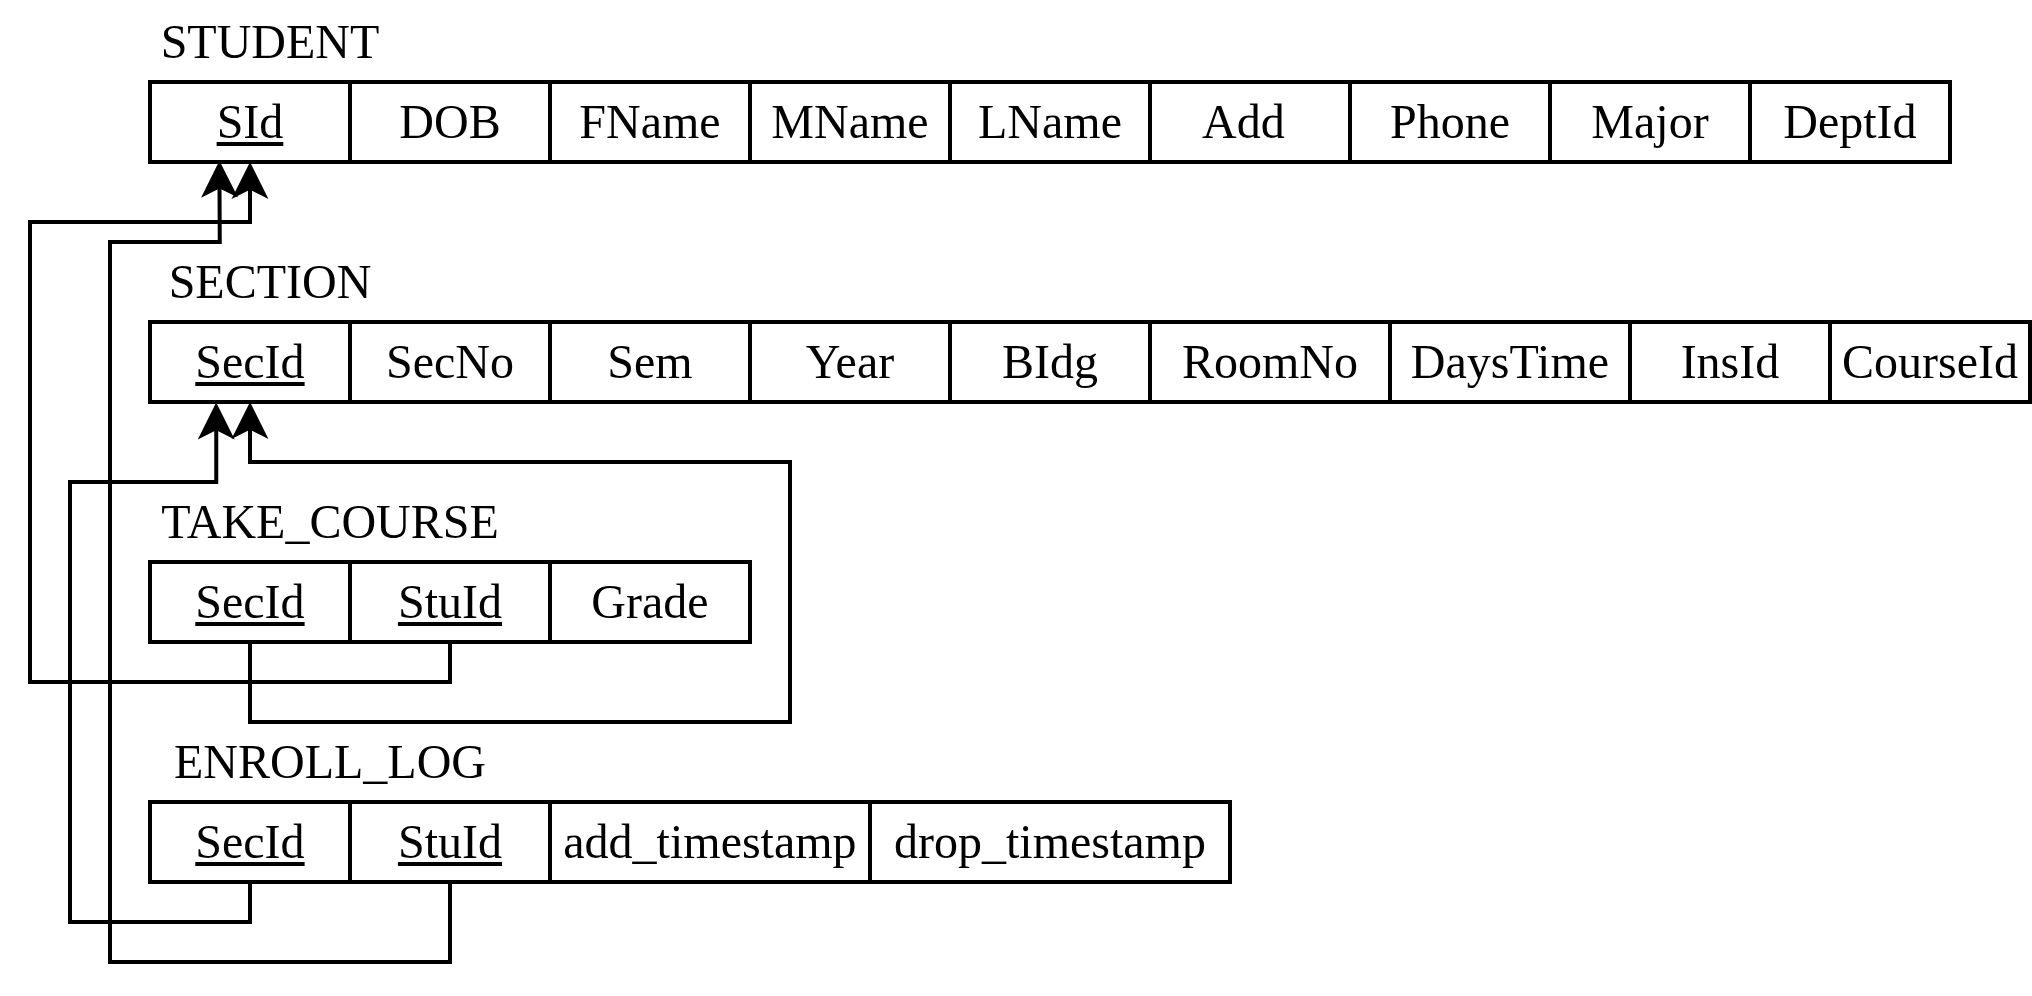 STUDENT
SId DOB FName MName LName Add Phone Major DeptId
SECTION
SecId SecNo Sem Year BIdg RoomNo DaysTime InsId CourseId
TAKE_COURSE
SecId StuId Grade
ENROLL_LOG
SecId StuId add_timestamp drop_timestamp